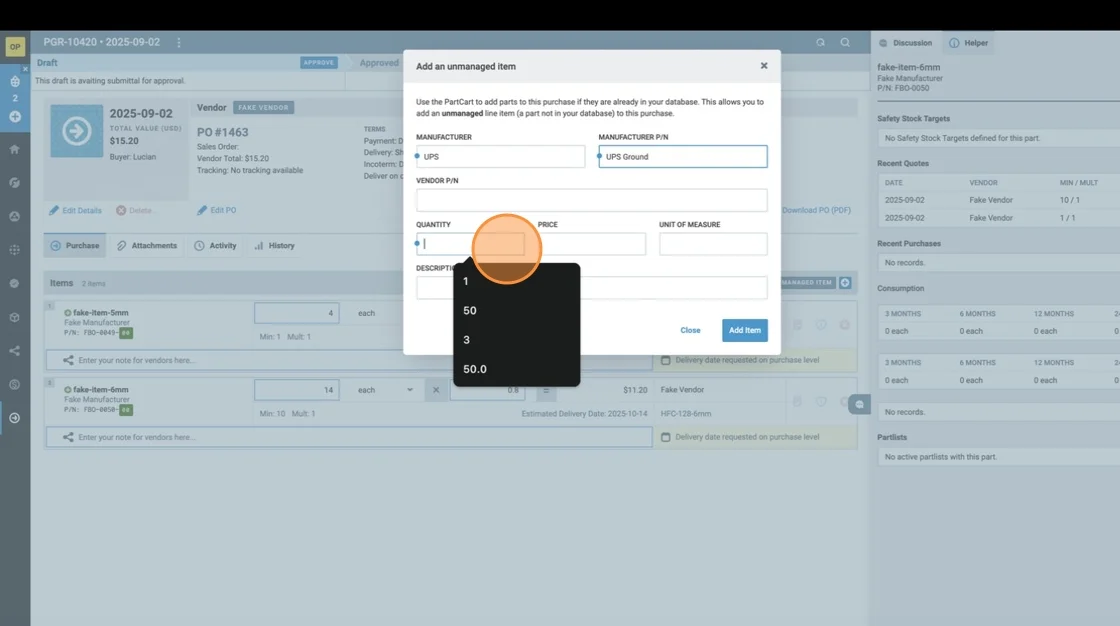 OP
PGR-10420 • 2025-09-02
Draft
APPROVE
Approved
This draft is awaiting submittal for approval.
2
2025-09-02
TOTAL VALUE (USD)
$15.20
Buyer: Lucian
Vendor FAKE VENDOR
PO #1463
Sales Order:
Vendor Total: $15.20
Tracking: No tracking available
TERMS
Payment: D
Delivery: Sh
Incoterm: D
Deliver on c
Edit Details
Delete...
Edit PO
Download PO (PDF)
Purchase
Attachments
Activity
History
Items 2 items
MANAGED ITEM
1
fake-item-5mm
Fake Manufacturer
P/N: FBO-0049-00
4
each
Min: 1 Mult: 1
Enter your note for vendors here...
Delivery date requested on purchase level
2
fake-item-6mm
Fake Manufacturer
P/N: FBO-0050-00
14
each
0.8
=
$11.20
Fake Vendor
Min: 10 Mult: 1
Estimated Delivery Date: 2025-10-14
HFC-128-6mm
Enter your note for vendors here...
Delivery date requested on purchase level
Add an unmanaged item
Use the PartCart to add parts to this purchase if they are already in your database. This allows you to
add an unmanaged line item (a part not in your database) to this purchase.
MANUFACTURER
MANUFACTURER P/N
UPS
UPS Ground
VENDOR P/N
QUANTITY
PRICE
UNIT OF MEASURE
DESCRIPTIO
1
50
3
50.0
Close
Add Item
Discussion
Helper
fake-item-6mm
Fake Manufacturer
P/N: FBO-0050
Safety Stock Targets
No Safety Stock Targets defined for this part.
Recent Quotes
DATE VENDOR MIN / MULT
2025-09-02 Fake Vendor 10 / 1
2025-09-02 Fake Vendor 1 / 1
Recent Purchases
No records.
Consumption
3 MONTHS 6 MONTHS 12 MONTHS 24
0 each 0 each 0 each 0 e
3 MONTHS 6 MONTHS 12 MONTHS 24
0 each 0 each 0 each 0 e
No records.
Partlists
No active partlists with this part.